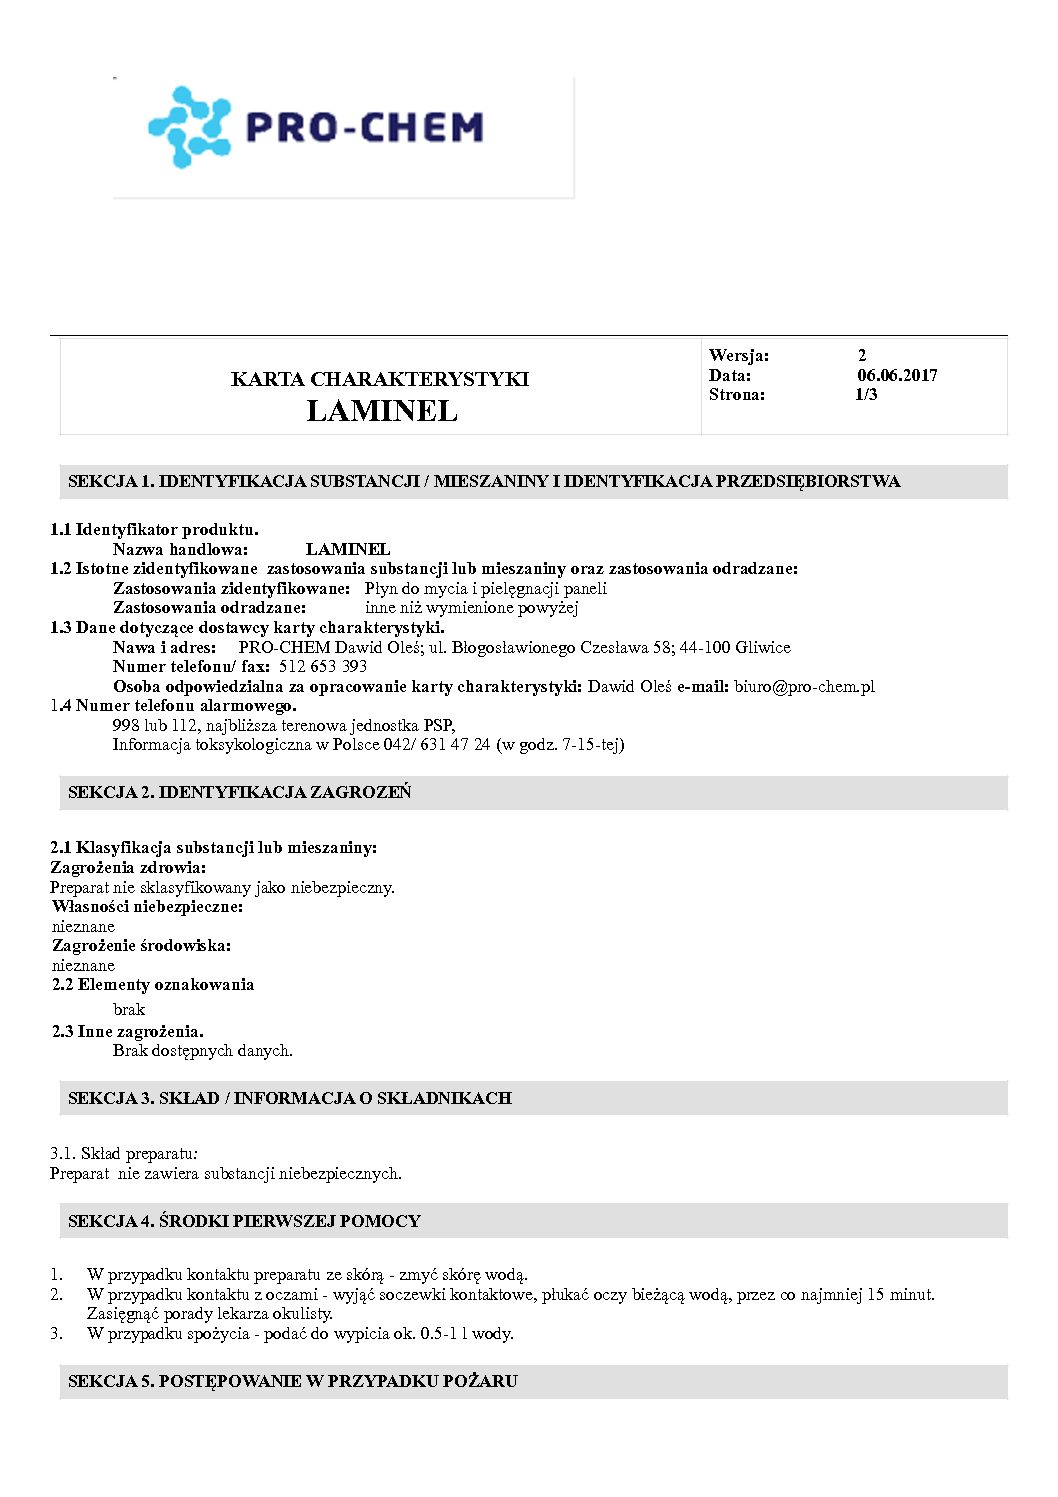 PRO-CHEM
KARTA CHARAKTERYSTYKI
LAMINEL
Wersja: 2
Data: 06.06.2017
Strona: 1/3
SEKCJA 1. IDENTYFIKACJA SUBSTANCJI / MIESZANINY I IDENTYFIKACJA PRZEDSIĘBIORSTWA
1.1 Identyfikator produktu.
Nazwa handlowa: LAMINEL
1.2 Istotne zidentyfikowane zastosowania substancji lub mieszaniny oraz zastosowania odradzane:
Zastosowania zidentyfikowane: Płyn do mycia i pielęgnacji paneli
Zastosowania odradzane: inne niż wymienione powyżej
1.3 Dane dotyczące dostawcy karty charakterystyki.
Nawa i adres: PRO-CHEM Dawid Oleś; ul. Błogosławionego Czesława 58; 44-100 Gliwice
Numer telefonu/ fax: 512 653 393
Osoba odpowiedzialna za opracowanie karty charakterystyki: Dawid Oleś e-mail: biuro@pro-chem.pl
1.4 Numer telefonu alarmowego.
998 lub 112, najbliższa terenowa jednostka PSP,
Informacja toksykologiczna w Polsce 042/ 631 47 24 (w godz. 7-15-tej)
SEKCJA 2. IDENTYFIKACJA ZAGROZEŃ
2.1 Klasyfikacja substancji lub mieszaniny:
Zagrożenia zdrowia:
Preparat nie sklasyfikowany jako niebezpieczny.
Własności niebezpieczne:
nieznane
Zagrożenie środowiska:
nieznane
2.2 Elementy oznakowania
brak
2.3 Inne zagrożenia.
Brak dostępnych danych.
SEKCJA 3. SKŁAD / INFORMACJA O SKŁADNIKACH
3.1. Skład preparatu:
Preparat nie zawiera substancji niebezpiecznych.
SEKCJA 4. ŚRODKI PIERWSZEJ POMOCY
1. W przypadku kontaktu preparatu ze skórą - zmyć skórę wodą.
2. W przypadku kontaktu z oczami - wyjąć soczewki kontaktowe, płukać oczy bieżącą wodą, przez co najmniej 15 minut.
Zasięgnąć porady lekarza okulisty.
3. W przypadku spożycia - podać do wypicia ok. 0.5-1 l wody.
SEKCJA 5. POSTĘPOWANIE W PRZYPADKU POŻARU